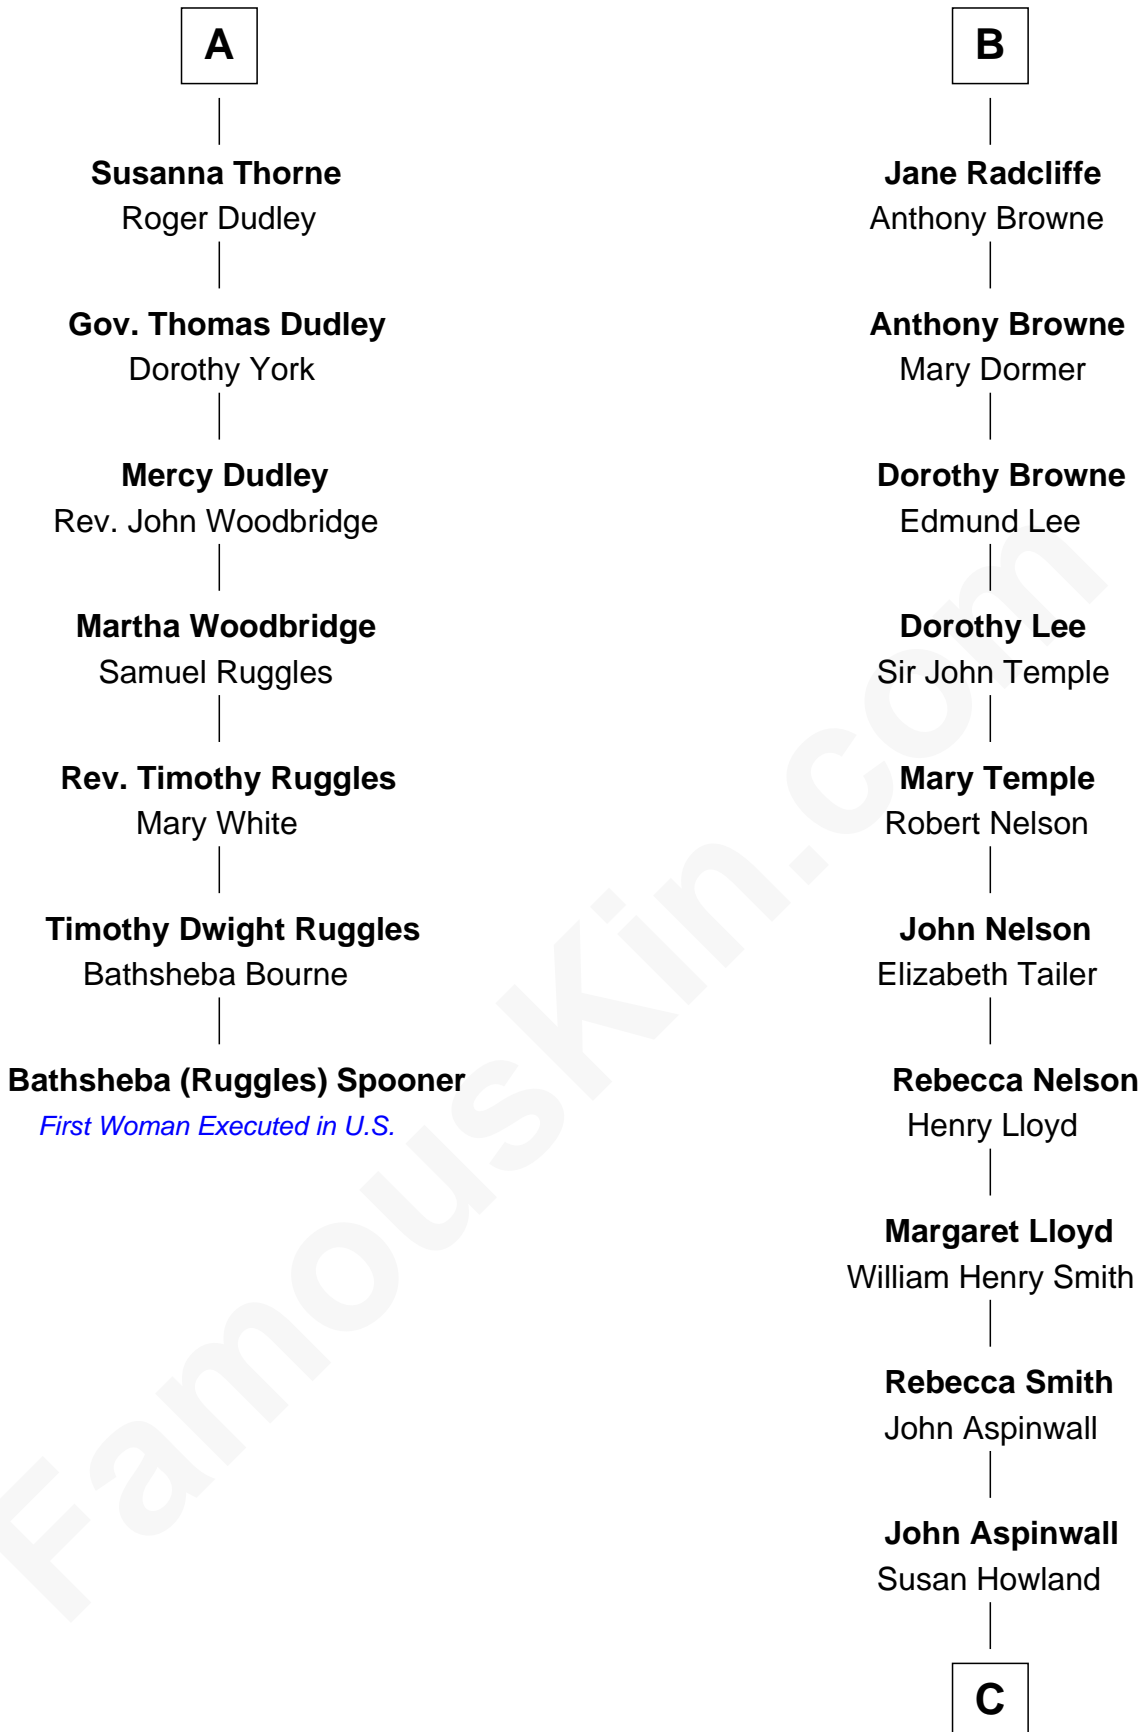 A
Susanna Thorne
Roger Dudley
Gov. Thomas Dudley
Dorothy York
Mercy Dudley
Rev. John Woodbridge
Martha Woodbridge
Samuel Ruggles
Rev. Timothy Ruggles
Mary White
Timothy Dwight Ruggles
Bathsheba Bourne
Bathsheba (Ruggles) Spooner
First Woman Executed in U.S.
B
Jane Radcliffe
Anthony Browne
Anthony Browne
Mary Dormer
Dorothy Browne
Edmund Lee
Dorothy Lee
Sir John Temple
Mary Temple
Robert Nelson
John Nelson
Elizabeth Tailer
Rebecca Nelson
Henry Lloyd
Margaret Lloyd
William Henry Smith
Rebecca Smith
John Aspinwall
John Aspinwall
Susan Howland
C
FamousKin.com